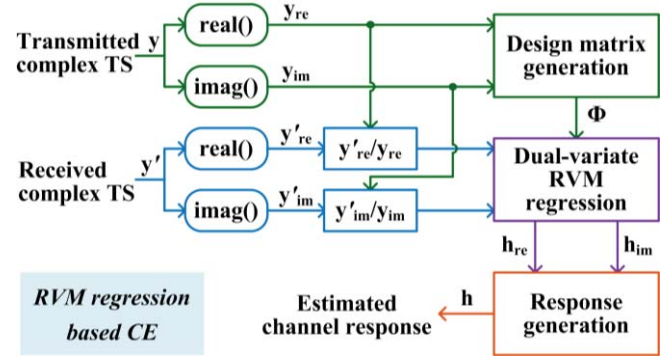 Transmitted
complex TS
y
real()
y_re
imag()
y_im
Design matrix
generation
Φ
Received
complex TS
y'
real()
y'_re
y'_re/y_re
imag()
y'_im
y'_im/y_im
Dual-variate
RVM
regression
h_re
h_im
RVM regression
based CE
Estimated
channel response
h
Response
generation